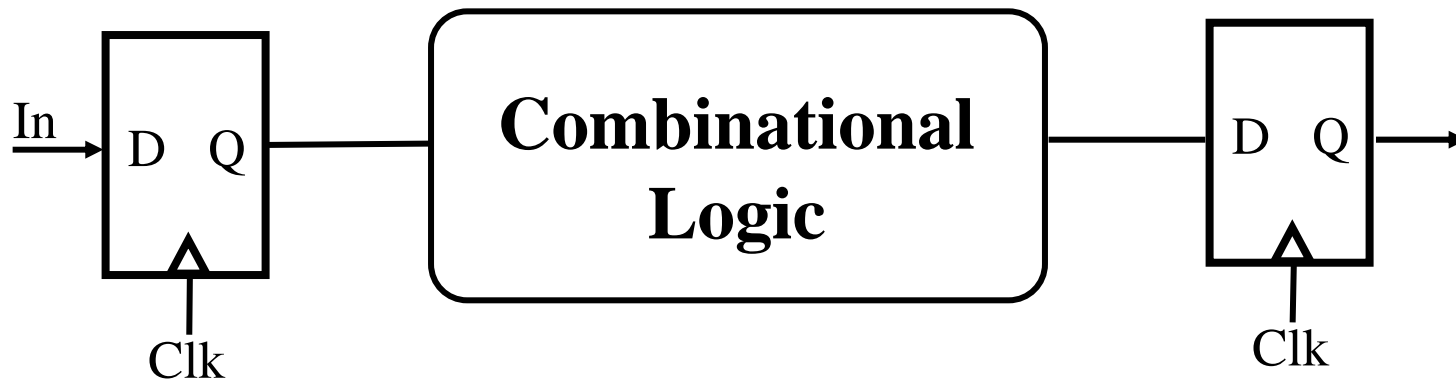 In
D Q
Clk
Combinational
Logic
D Q
Clk